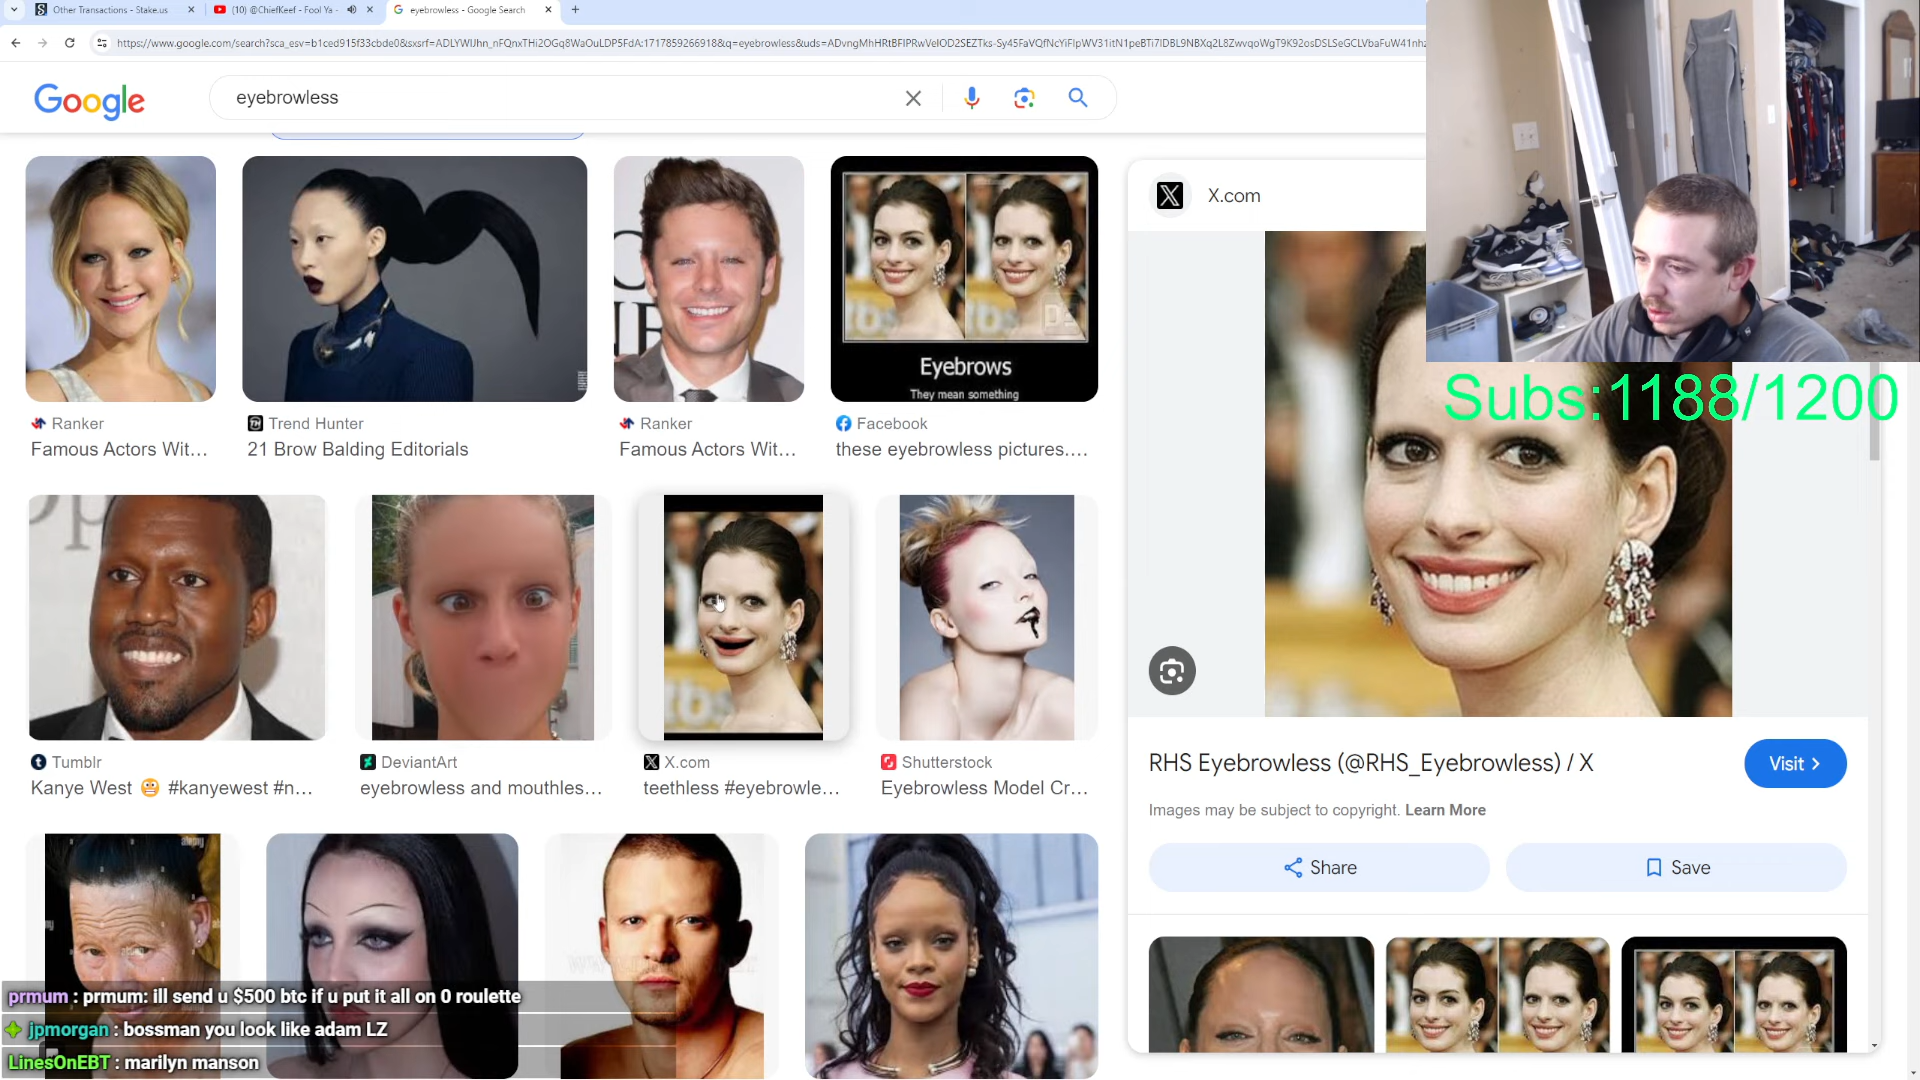 Other Transactions - Stake.us
(10) @ChiefKeef - Fool Ya -
eyebrowless - Google Search
Google
eyebrowless
X.com
Eyebrows
They mean something
Subs:1188/1200
Ranker
Famous Actors Wit...
Trend Hunter
21 Brow Balding Editorials
Ranker
Famous Actors Wit...
Facebook
these eyebrowless pictures....
Tumblr
Kanye West 😬 #kanyewest #n...
DeviantArt
eyebrowless and mouthles...
X.com
teethless #eyebrowle...
Shutterstock
Eyebrowless Model Cr...
RHS Eyebrowless (@RHS_Eyebrowless) / X
Visit
Images may be subject to copyright. Learn More
Share
Save
alamy
prmum : prmum: ill send u $500 btc if u put it all on 0 roulette
jpmorgan : bossman you look like adam LZ
LinesOnEBT : marilyn manson